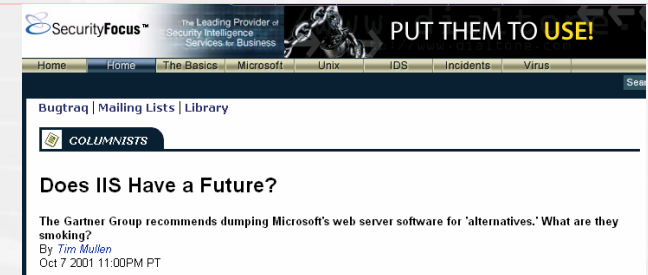 SecurityFocus™
The Leading Provider of
Security Intelligence
Services for Business
PUT THEM TO USE!
Home Home The Basics Microsoft Unix IDS Incidents Virus
Sear
Bugtraq | Mailing Lists | Library
COLUMNISTS
Does IIS Have a Future?
The Gartner Group recommends dumping Microsoft's web server software for 'alternatives.' What are they
smoking?
By Tim Mullen
Oct 7 2001 11:00PM PT